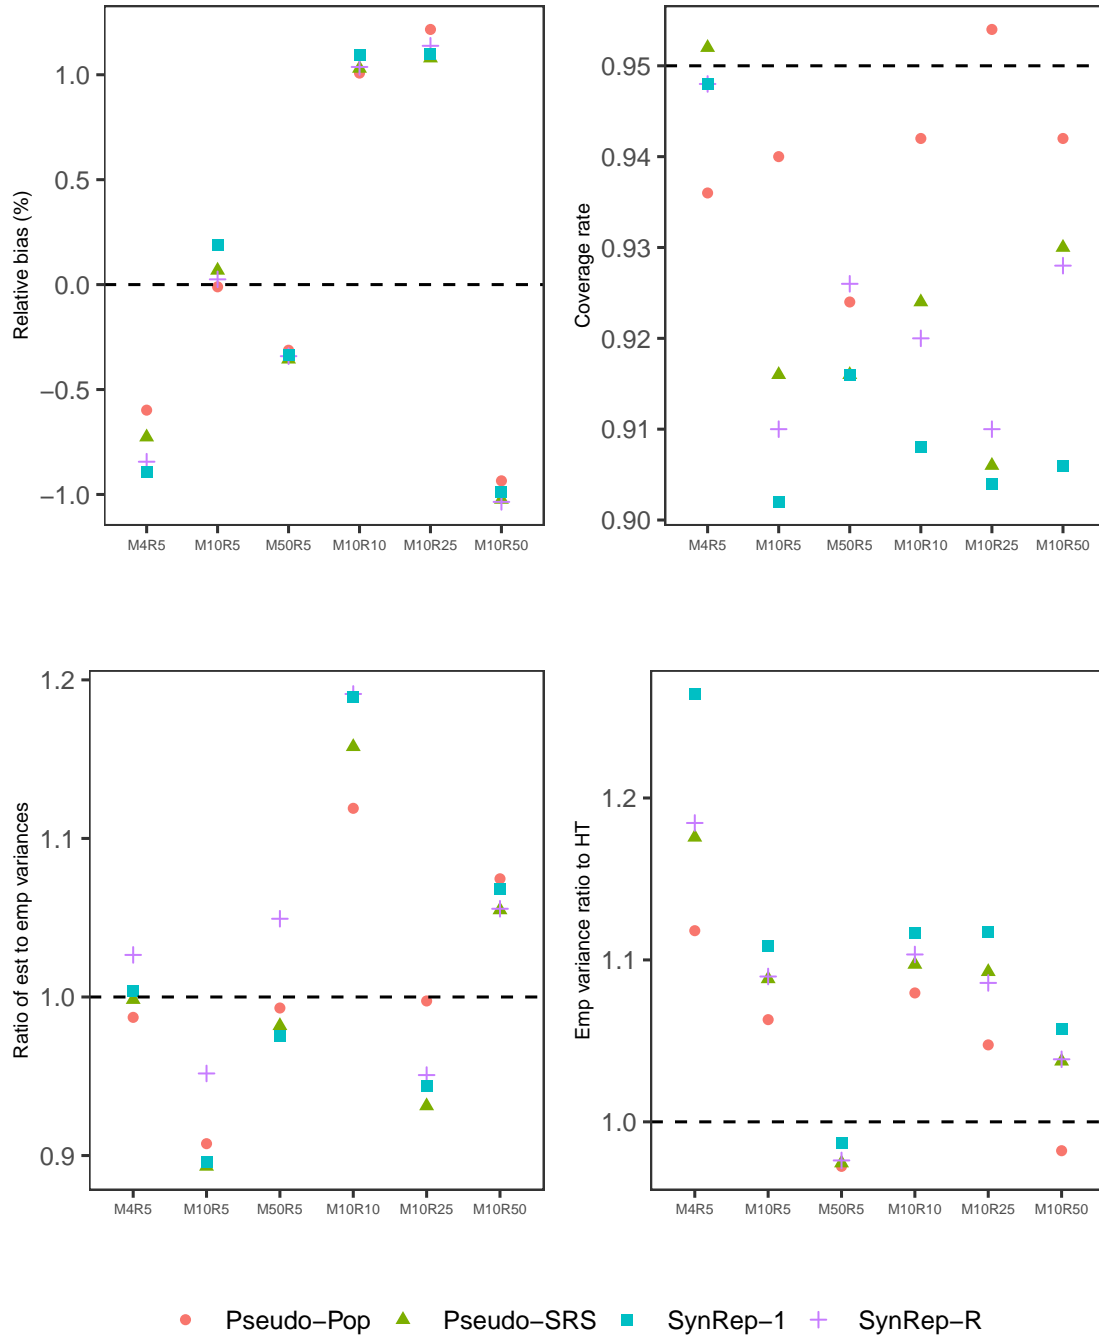 Relative bias (%)
1.0
0.5
0.0
−0.5
−1.0
M4R5 M10R5 M50R5 M10R10 M10R25 M10R50
Coverage rate
0.95
0.94
0.93
0.92
0.91
0.90
M4R5 M10R5 M50R5 M10R10 M10R25 M10R50
Ratio of est to emp variances
1.2
1.1
1.0
0.9
M4R5 M10R5 M50R5 M10R10 M10R25 M10R50
Emp variance ratio to HT
1.2
1.1
1.0
M4R5 M10R5 M50R5 M10R10 M10R25 M10R50
Pseudo−Pop Pseudo−SRS SynRep−1 SynRep−R